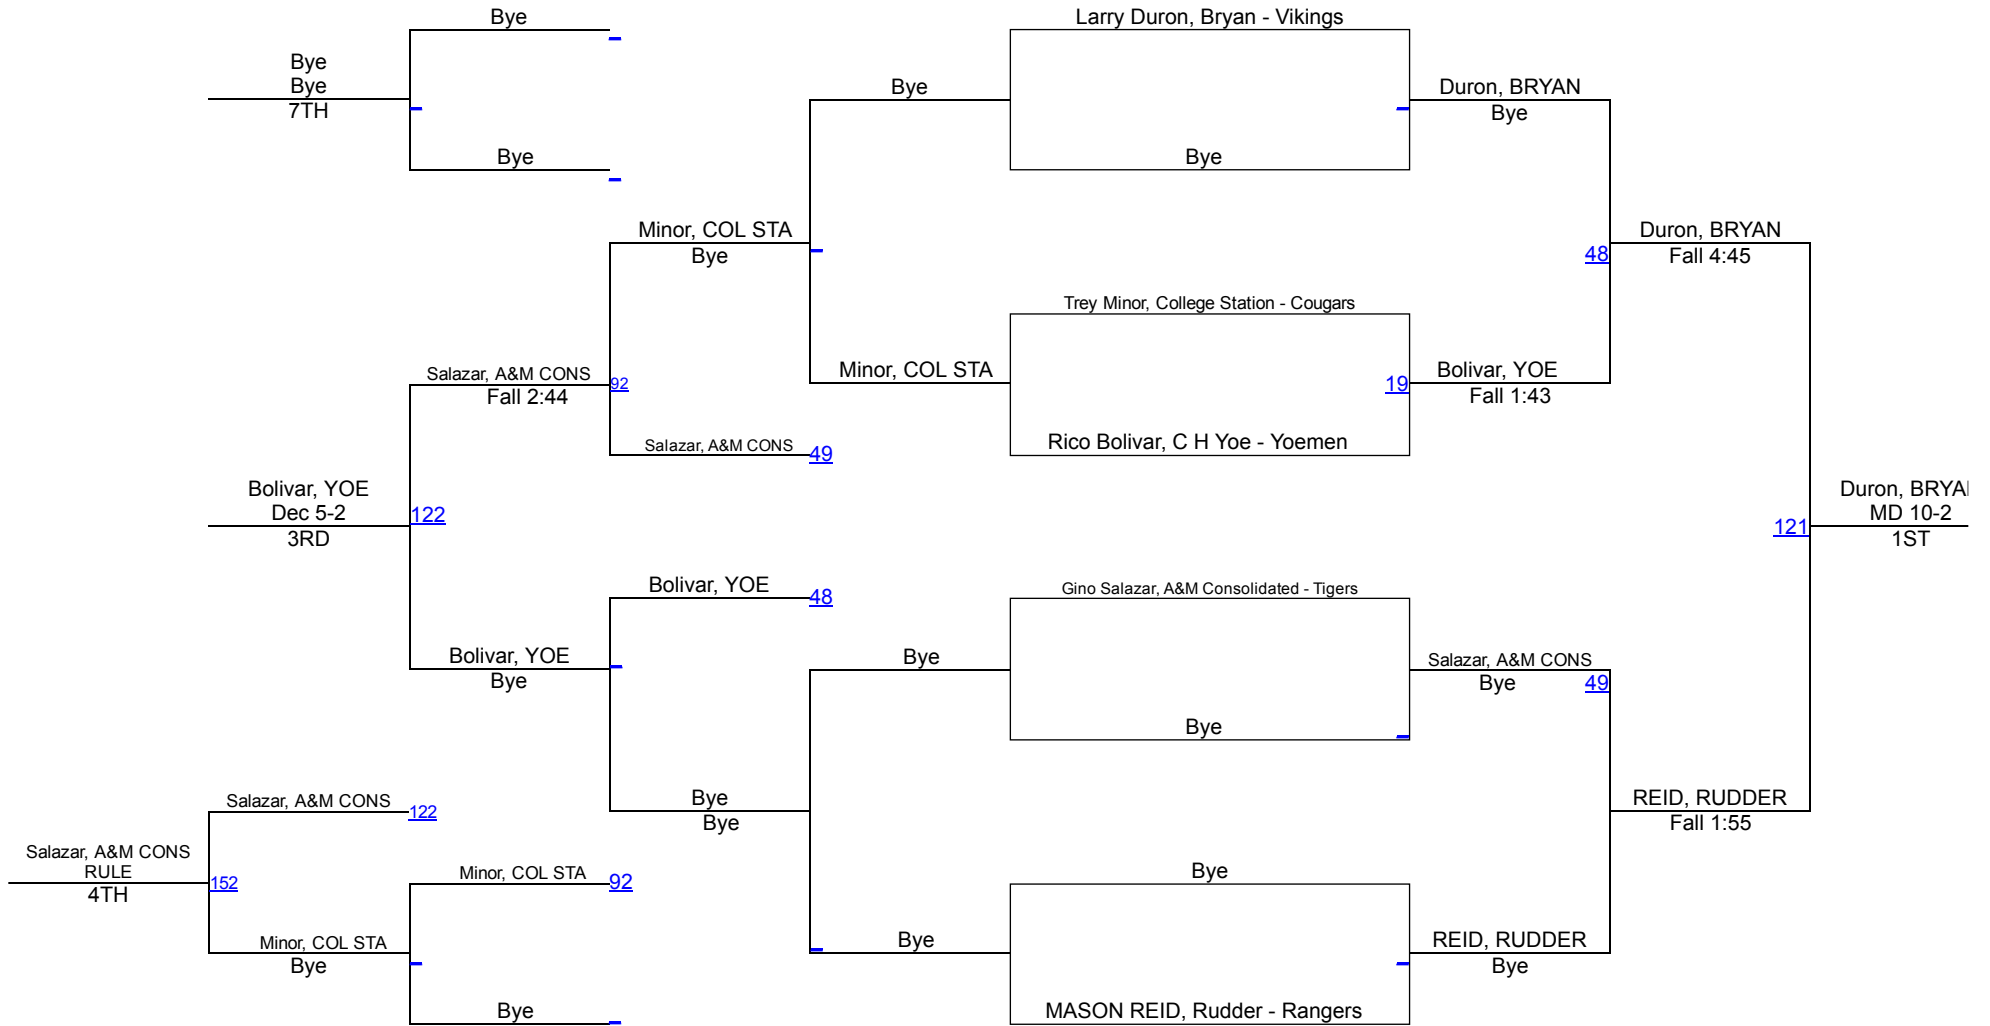 Bye
Larry Duron, Bryan - Vikings
Bye
Bye
7TH
Bye
Duron, BRYAN
Bye
Bye
Bye
Minor, COL STA
Bye
Duron, BRYAN
48
Fall 4:45
Trey Minor, College Station - Cougars
Salazar, A&M CONS
92
Fall 2:44
Minor, COL STA
19
Bolivar, YOE
Fall 1:43
Salazar, A&M CONS
49
Rico Bolivar, C H Yoe - Yoemen
Bolivar, YOE
Dec 5-2
122
3RD
Duron, BRYA
MD 10-2
121
1ST
Bolivar, YOE
48
Gino Salazar, A&M Consolidated - Tigers
Bolivar, YOE
Bye
Bye
Salazar, A&M CONS
Bye
49
Bye
Salazar, A&M CONS
122
Bye
Bye
REID, RUDDER
Fall 1:55
Salazar, A&M CONS
RULE
152
4TH
Minor, COL STA
92
Bye
Minor, COL STA
Bye
Bye
REID, RUDDER
Bye
Bye
MASON REID, Rudder - Rangers